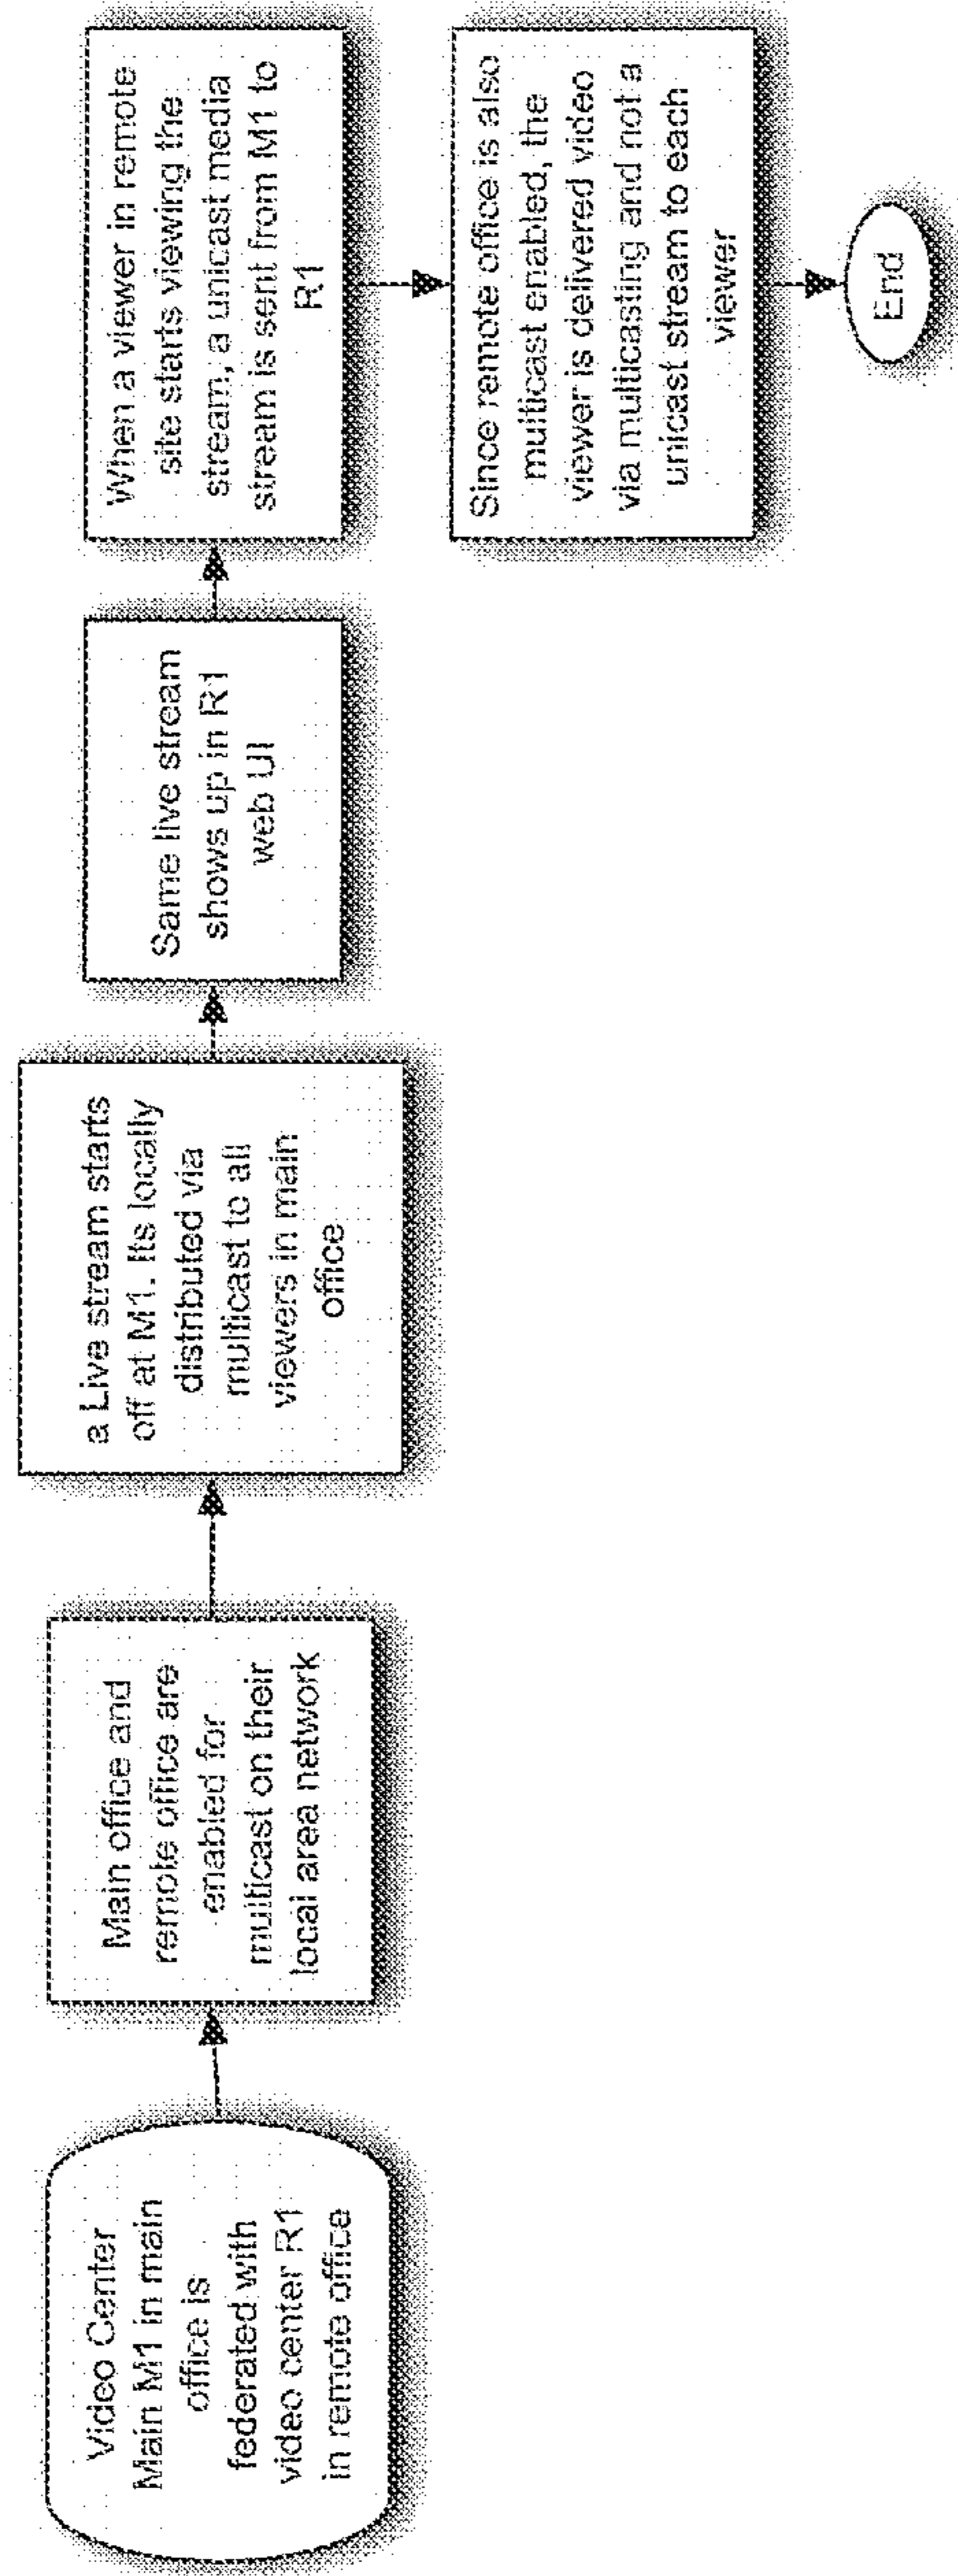 Video Center
Main M1 in main
office is
federated with
video center R1
in remote office
Main office and
remote office are
enabled for
multicast on their
local area network
a Live stream starts
off at M1. Its locally
distributed via
multicast to all
viewers in main
office
Same live stream
shows up in R1
web UI
When a viewer in remote
site starts viewing the
stream, a unicast media
stream is sent from M1 to
R1
Since remote office is also
multicast enabled, the
viewer is delivered video
via multicasting and not a
unicast stream to each
viewer
End